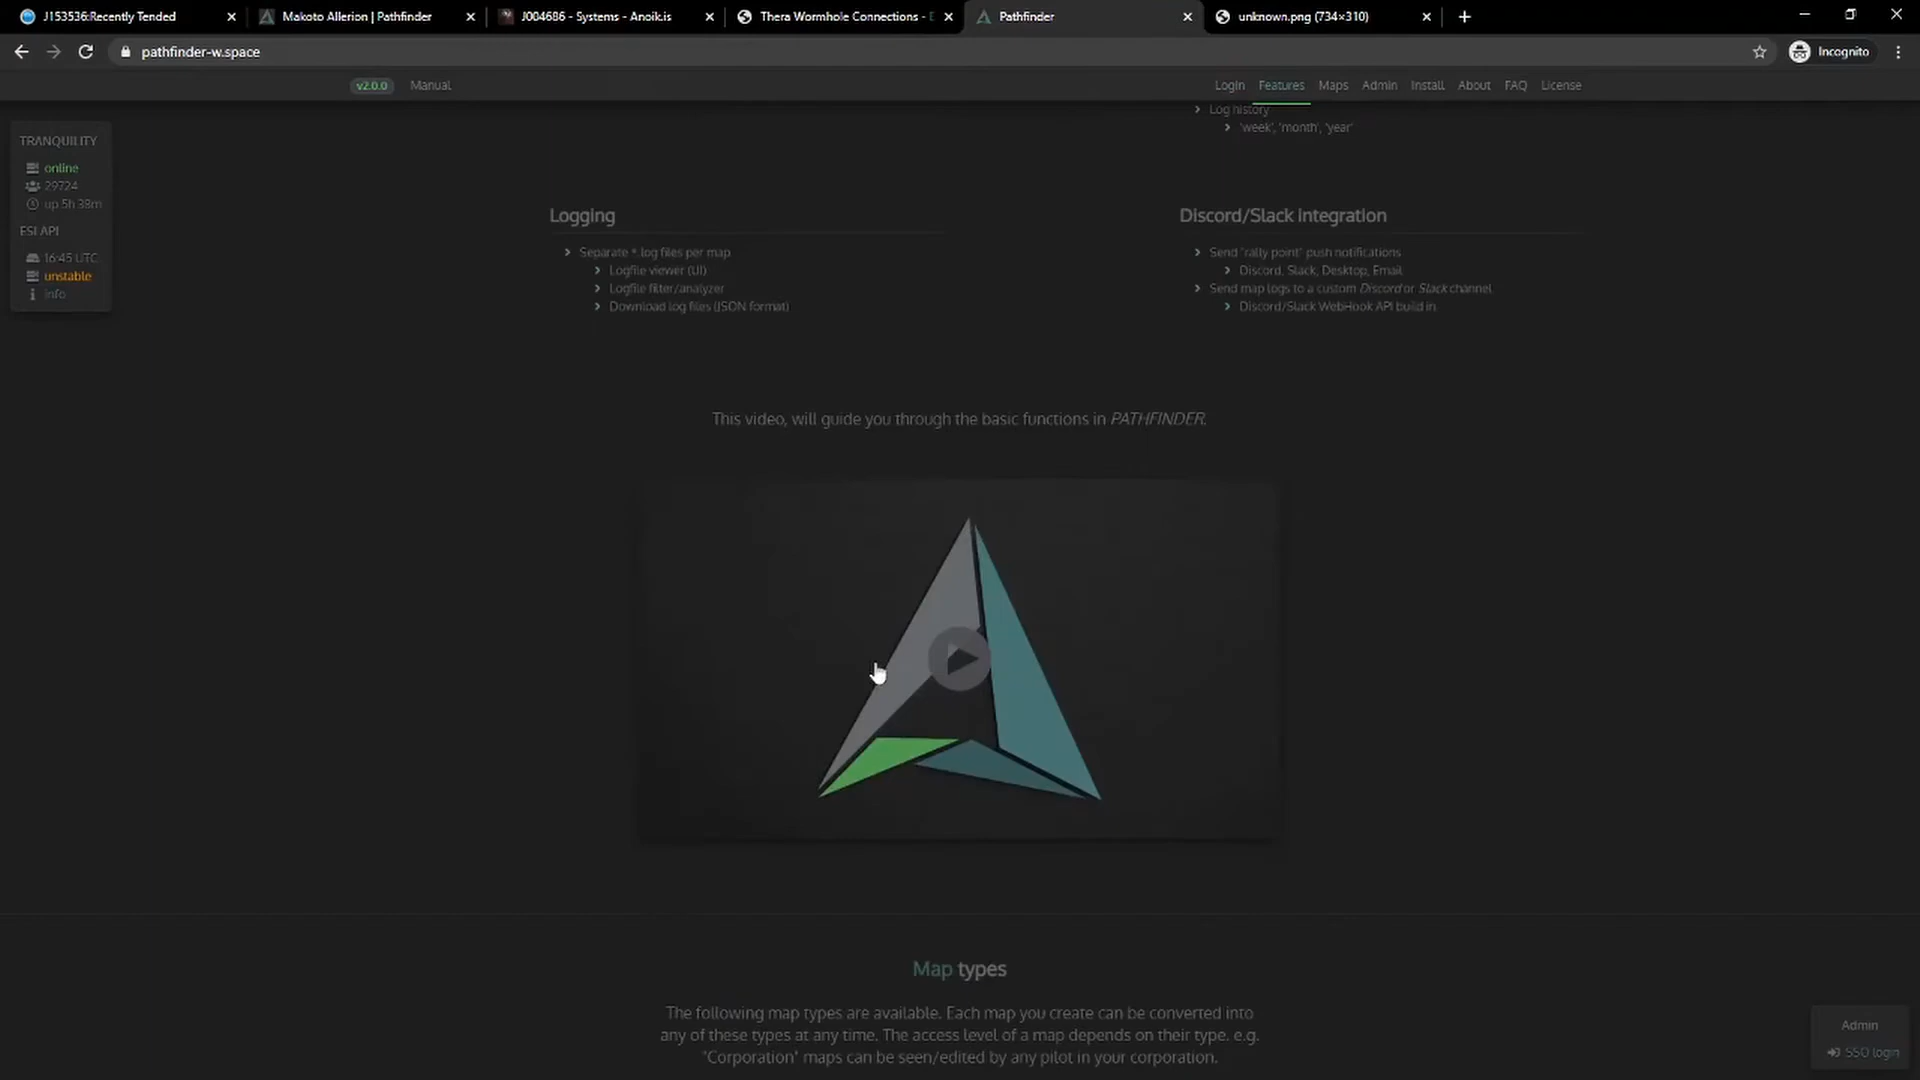 J153536:Recently Tended
Makoto Allerion | Pathfinder
J004686 - Systems - Anoik.is
Thera Wormhole Connections - E
Pathfinder
unknown.png (734×310)
pathfinder-w.space
Incognito
v2.0.0
Manual
Login
Features
Maps
Admin
Install
About
FAQ
License
Log history
'week', 'month', 'year'
TRANQUILITY
online
29724
up 5h 38m
ESI API
16:45 UTC
unstable
info
Logging
Separate *.log files per map
Logfile viewer (UI)
Logfile filter/analyzer
Download log files (JSON format)
Discord/Slack integration
Send "rally point" push notifications
Discord, Slack, Desktop, Email
Send map logs to a custom Discord or Slack channel
Discord/Slack WebHook API build in
This video, will guide you through the basic functions in PATHFINDER.
Map types
The following map types are available. Each map you create can be converted into
any of these types at any time. The access level of a map depends on their type. e.g.
"Corporation" maps can be seen/edited by any pilot in your corporation.
Admin
SSO login